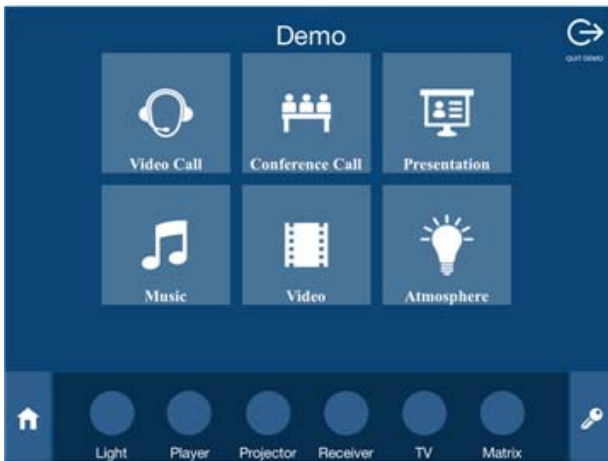 Demo
QUIT DEMO
Video Call Conference Call Presentation
Music Video Atmosphere
Light Player Projector Receiver TV Matrix